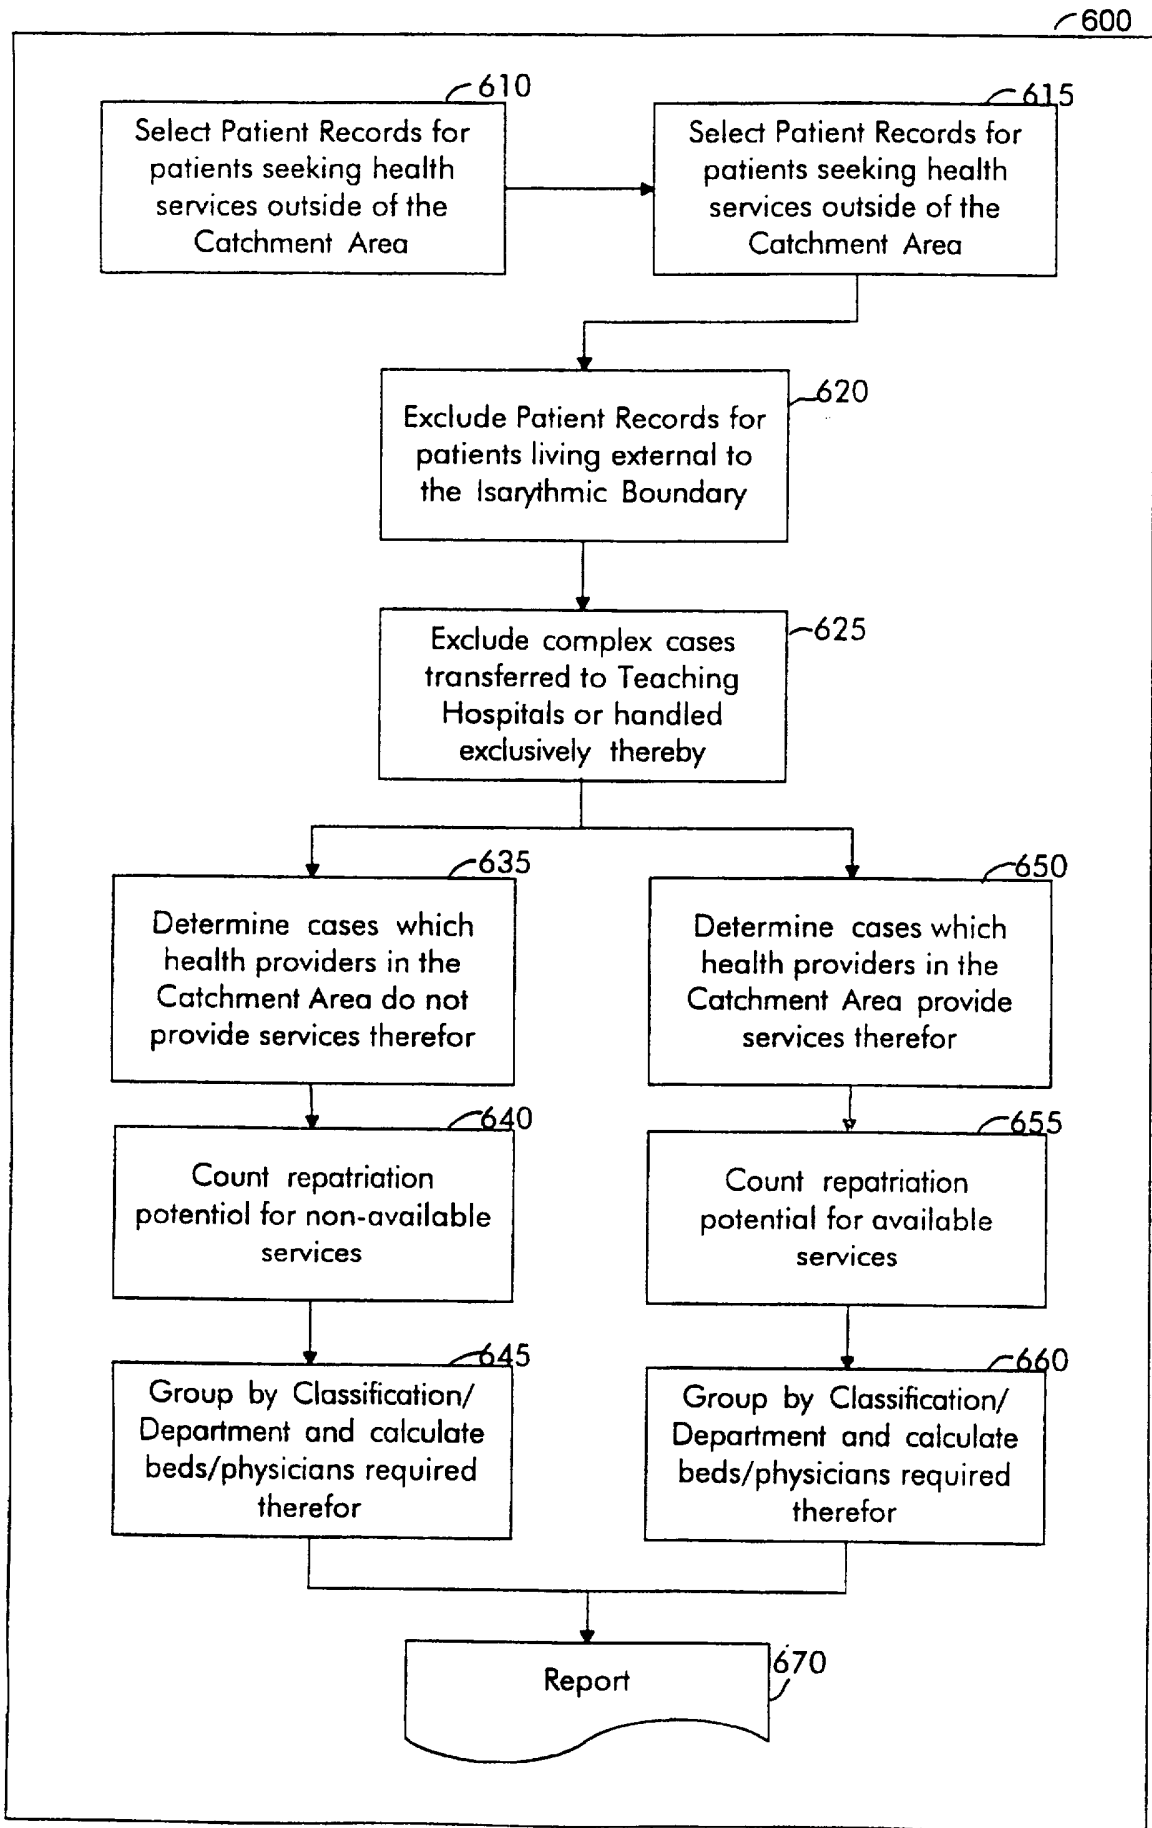 600
610
Select Patient Records for
patients seeking health
services outside of the
Catchment Area
615
Select Patient Records for
patients seeking health
services outside of the
Catchment Area
620
Exclude Patient Records for
patients living external to
the Isarythmic Boundary
625
Exclude complex cases
transferred to Teaching
Hospitals or handled
exclusively thereby
635
Determine cases which
health providers in the
Catchment Area do not
provide services therefor
650
Determine cases which
health providers in the
Catchment Area provide
services therefor
640
Count repatriation
potentiol for non-available
services
655
Count repatriation
potential for available
services
645
Group by Classification/
Department and calculate
beds/physicians required
therefor
660
Group by Classification/
Department and calculate
beds/physicians required
therefor
Report
670